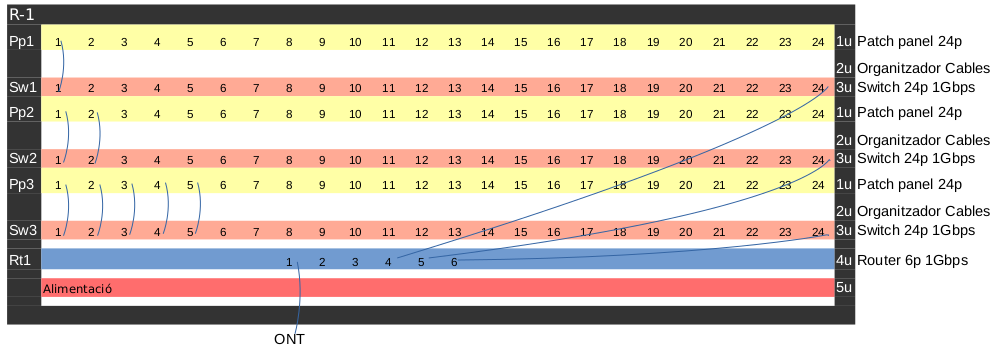 R-1
Pp1 1 2 3 4 5 6 7 8 9 10 11 12 13 14 15 16 17 18 19 20 21 22 23 24 1u Patch panel 24p
2u Organitzador Cables
Sw1 1 2 3 4 5 6 7 8 9 10 11 12 13 14 15 16 17 18 19 20 21 22 23 24 3u Switch 24p 1Gbps
Pp2 1 2 3 4 5 6 7 8 9 10 11 12 13 14 15 16 17 18 19 20 21 22 23 24 1u Patch panel 24p
2u Organitzador Cables
Sw2 1 2 3 4 5 6 7 8 9 10 11 12 13 14 15 16 17 18 19 20 21 22 23 24 3u Switch 24p 1Gbps
Pp3 1 2 3 4 5 6 7 8 9 10 11 12 13 14 15 16 17 18 19 20 21 22 23 24 1u Patch panel 24p
2u Organitzador Cables
Sw3 1 2 3 4 5 6 7 8 9 10 11 12 13 14 15 16 17 18 19 20 21 22 23 24 3u Switch 24p 1Gbps
Rt1 1 2 3 4 5 6 4u Router 6p 1Gbps
Alimentació 5u
ONT